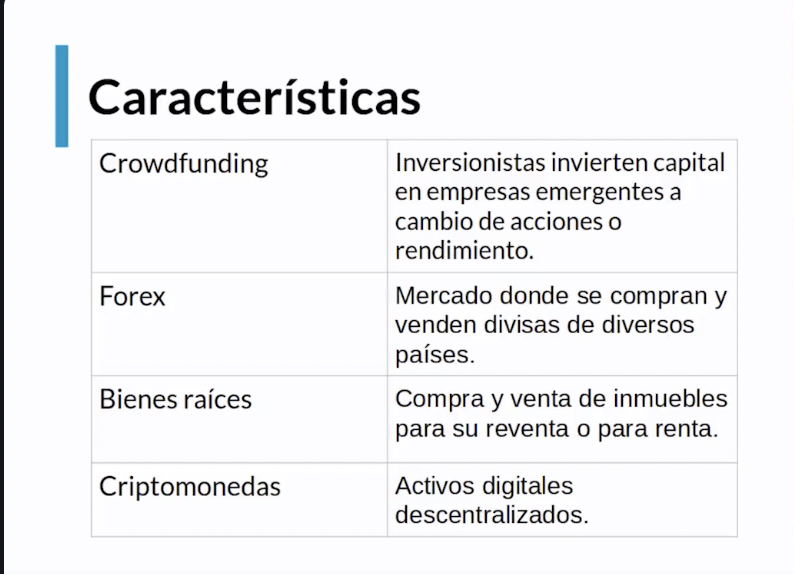 Características
Crowdfunding
Inversionistas invierten capital
en empresas emergentes a
cambio de acciones o
rendimiento.
Forex
Mercado donde se compran y
venden divisas de diversos
países.
Bienes raíces
Compra y venta de inmuebles
para su reventa o para renta.
Criptomonedas
Activos digitales
descentralizados.